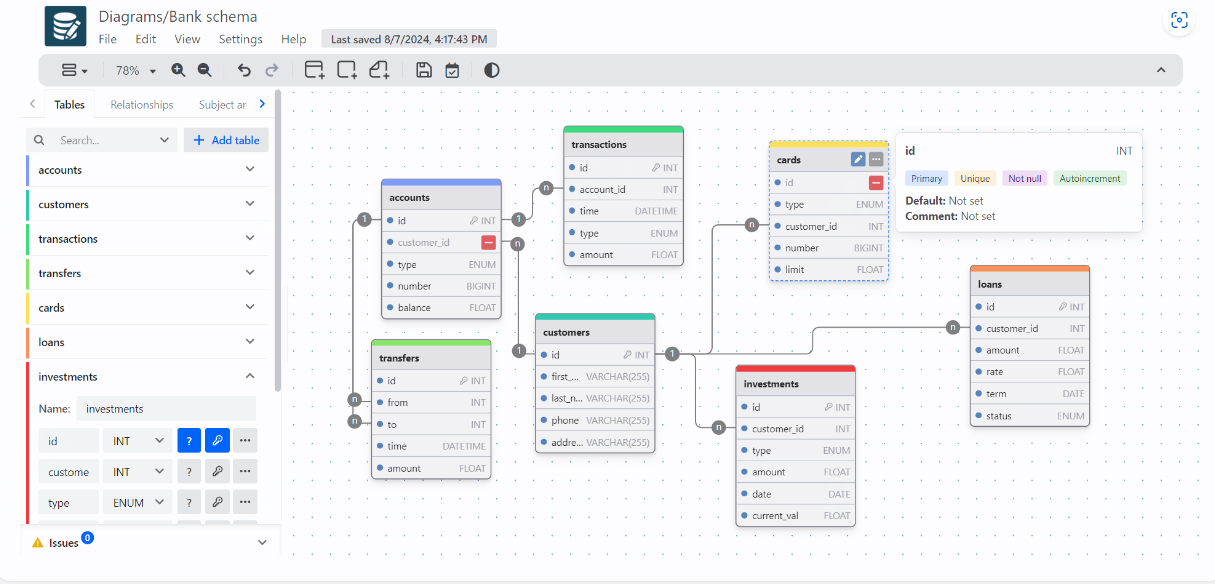 Diagrams/Bank schema
File Edit View Settings Help Last saved 8/7/2024, 4:17:43 PM
78%
Tables Relationships Subject ar
Search... + Add table
accounts
customers
transactions
transfers
cards
loans
investments
Name: investments
id INT ?
custome INT ?
type ENUM ?
Issues 0
accounts
id INT
customer_id
type ENUM
number BIGINT
balance FLOAT
transactions
id INT
account_id INT
time DATETIME
type ENUM
amount FLOAT
cards
id
type ENUM
customer_id INT
number BIGINT
limit FLOAT
id INT
Primary Unique Not null Autoincrement
Default: Not set
Comment: Not set
loans
id INT
customer_id INT
amount FLOAT
rate FLOAT
term DATE
status ENUM
customers
id INT
first_... VARCHAR(255)
last_n... VARCHAR(255)
phone VARCHAR(255)
addre... VARCHAR(255)
transfers
id INT
from INT
to INT
time DATETIME
amount FLOAT
investments
id INT
customer_id INT
type ENUM
amount FLOAT
date DATE
current_val FLOAT
1
1
n
n
1
1
n
n
n
n
n